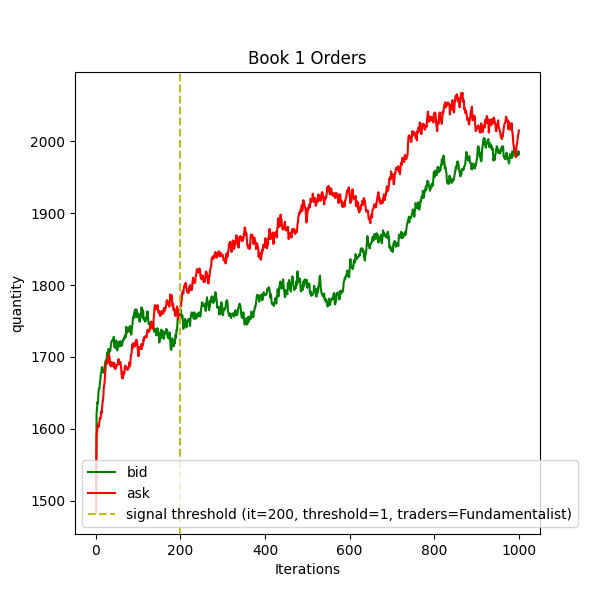 Book 1 Orders
quantity
2000
1900
1800
1700
1600
1500
bid
ask
signal threshold (it=200, threshold=1, traders=Fundamentalist)
0 200 400 600 800 1000
Iterations